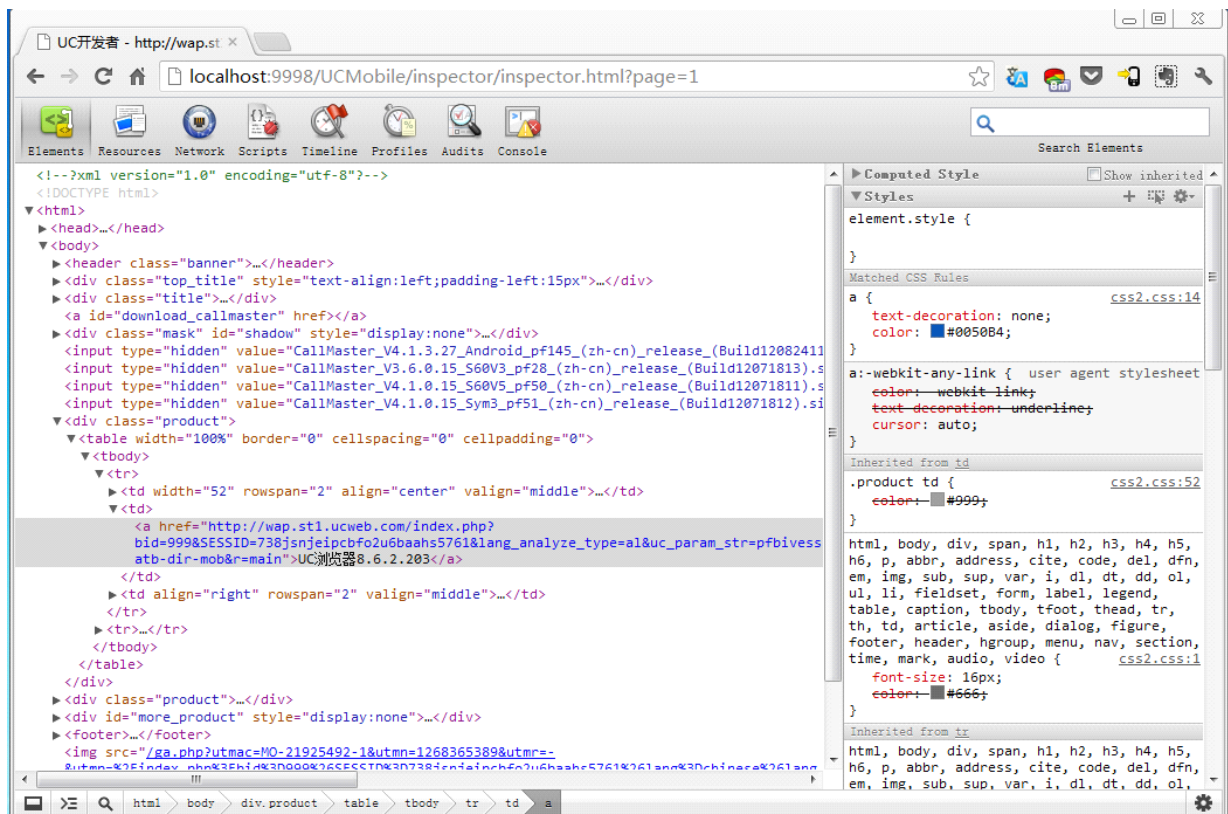 UC开发者 - http://wap.st
localhost:9998/UCMobile/inspector/inspector.html?page=1
8m
Elements Resources Network Scripts Timeline Profiles Audits Console
Search Elements
<!--?xml version="1.0" encoding="utf-8"?-->
<!DOCTYPE html>
▼<html>
▶<head>…</head>
▼<body>
▶<header class="banner">…</header>
▶<div class="top_title" style="text-align:left;padding-left:15px">…</div>
▶<div class="title">…</div>
<a id="download_callmaster" href></a>
▶<div class="mask" id="shadow" style="display:none">…</div>
<input type="hidden" value="CallMaster_V4.1.3.27_Android_pf145_(zh-cn)_release_(Build12082411
<input type="hidden" value="CallMaster_V3.6.0.15_S60V3_pf28_(zh-cn)_release_(Build12071813).s
<input type="hidden" value="CallMaster_V4.1.0.15_S60V5_pf50_(zh-cn)_release_(Build12071811).s
<input type="hidden" value="CallMaster_V4.1.0.15_Sym3_pf51_(zh-cn)_release_(Build12071812).si
▼<div class="product">
▼<table width="100%" border="0" cellspacing="0" cellpadding="0">
▼<tbody>
▼<tr>
▶<td width="52" rowspan="2" align="center" valign="middle">…</td>
▼<td>
<a href="http://wap.st1.ucweb.com/index.php?
bid=999&SESSID=738jsnjeipcbfo2u6baahs5761&lang_analyze_type=al&uc_param_str=pfbivess
atb-dir-mob&r=main">UC浏览器8.6.2.203</a>
</td>
▶<td align="right" rowspan="2" valign="middle">…</td>
</tr>
▶<tr>…</tr>
</tbody>
</table>
</div>
▶<div class="product">…</div>
▶<div id="more_product" style="display:none">…</div>
▶<footer>…</footer>
<img src="/ga.php?utmac=MO-21925492-1&utmn=1268365389&utmr=-
▶Computed Style Show inherited
▼Styles
element.style {
}
Matched CSS Rules
a { css2.css:14
text-decoration: none;
color: #0050B4;
}
a:-webkit-any-link { user agent stylesheet
color: -webkit-link;
text-decoration: underline;
cursor: auto;
}
Inherited from td
.product td { css2.css:52
color: #999;
}
html, body, div, span, h1, h2, h3, h4, h5,
h6, p, abbr, address, cite, code, del, dfn,
em, img, sub, sup, var, i, dl, dt, dd, ol,
ul, li, fieldset, form, label, legend,
table, caption, tbody, tfoot, thead, tr,
th, td, article, aside, dialog, figure,
footer, header, hgroup, menu, nav, section,
time, mark, audio, video { css2.css:1
font-size: 16px;
color: #666;
}
Inherited from tr
html, body, div, span, h1, h2, h3, h4, h5,
h6, p, abbr, address, cite, code, del, dfn,
em, img, sub, sup, var, i, dl, dt, dd, ol,
html body div.product table tbody tr td a